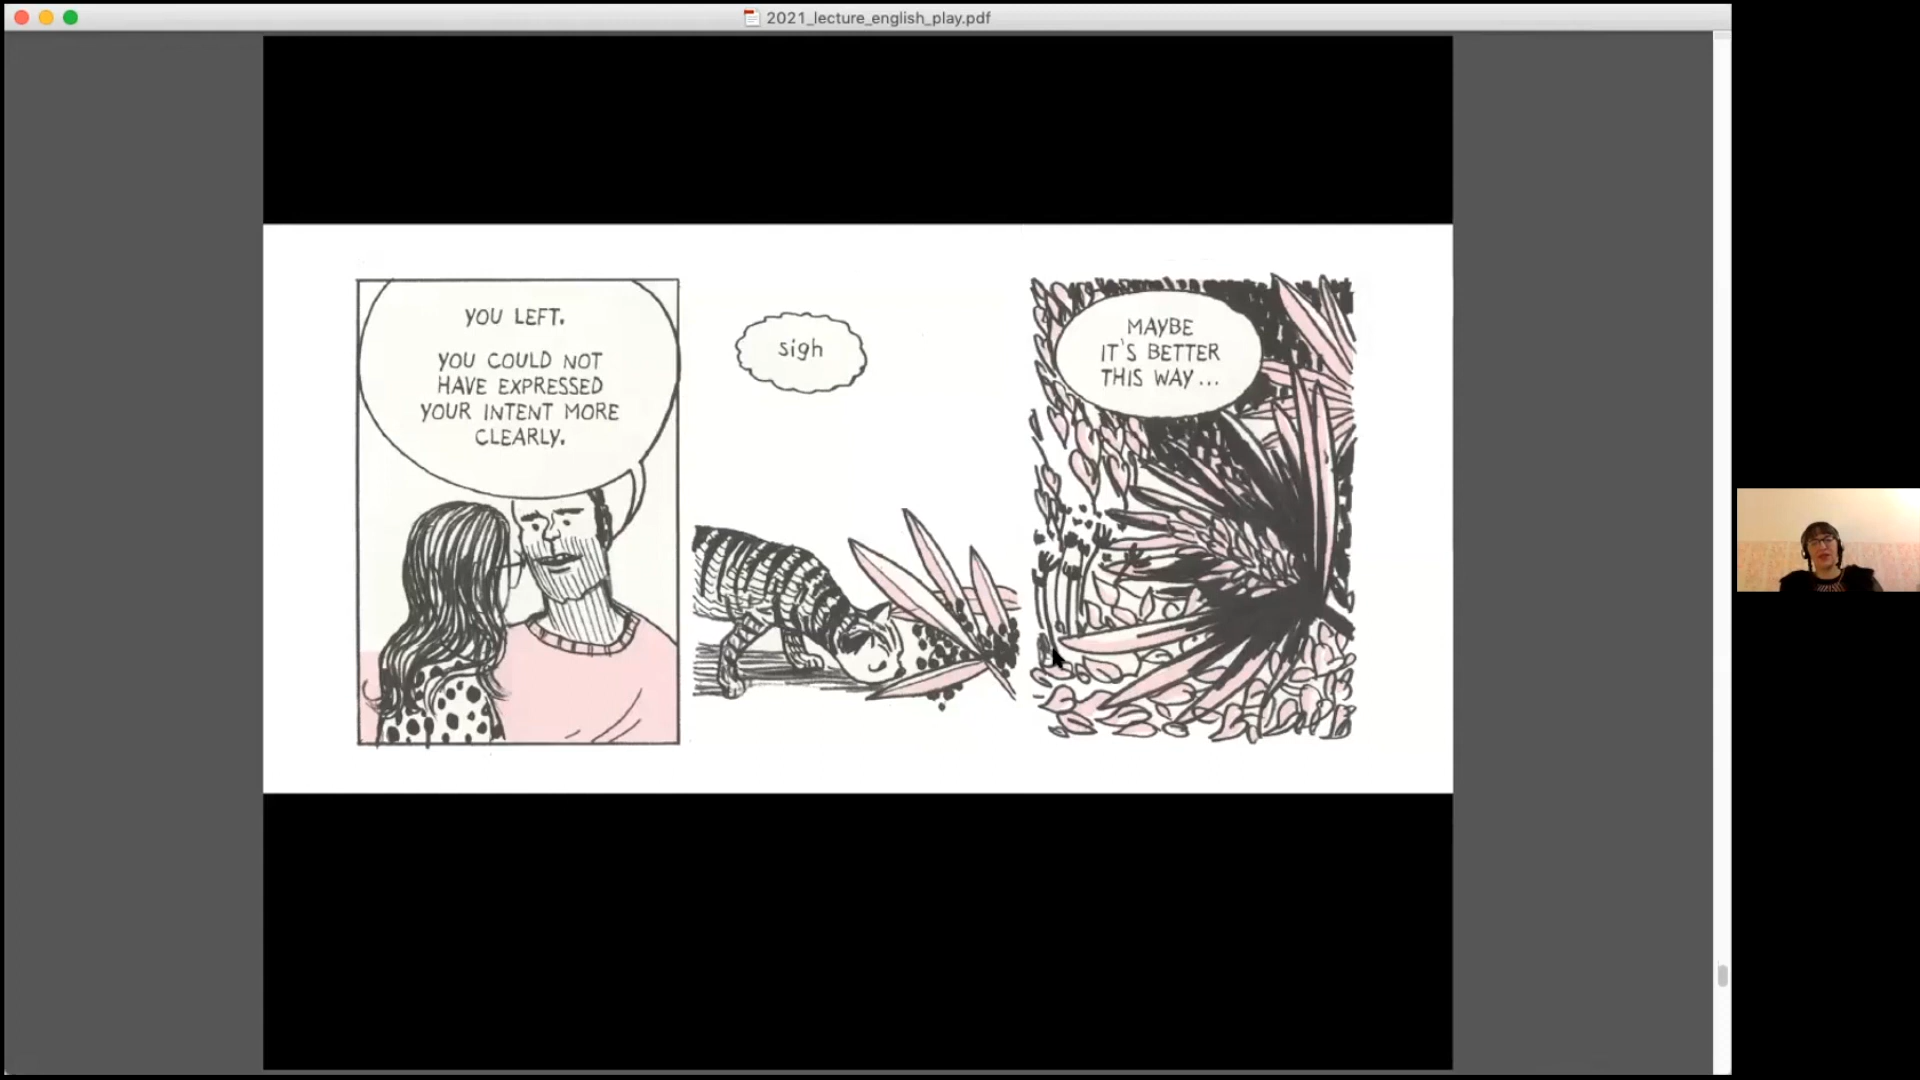 2021_lecture_english_play.pdf
YOU LEFT.
YOU COULD NOT
HAVE EXPRESSED
YOUR INTENT MORE
CLEARLY.
sigh
MAYBE
IT'S BETTER
THIS WAY...